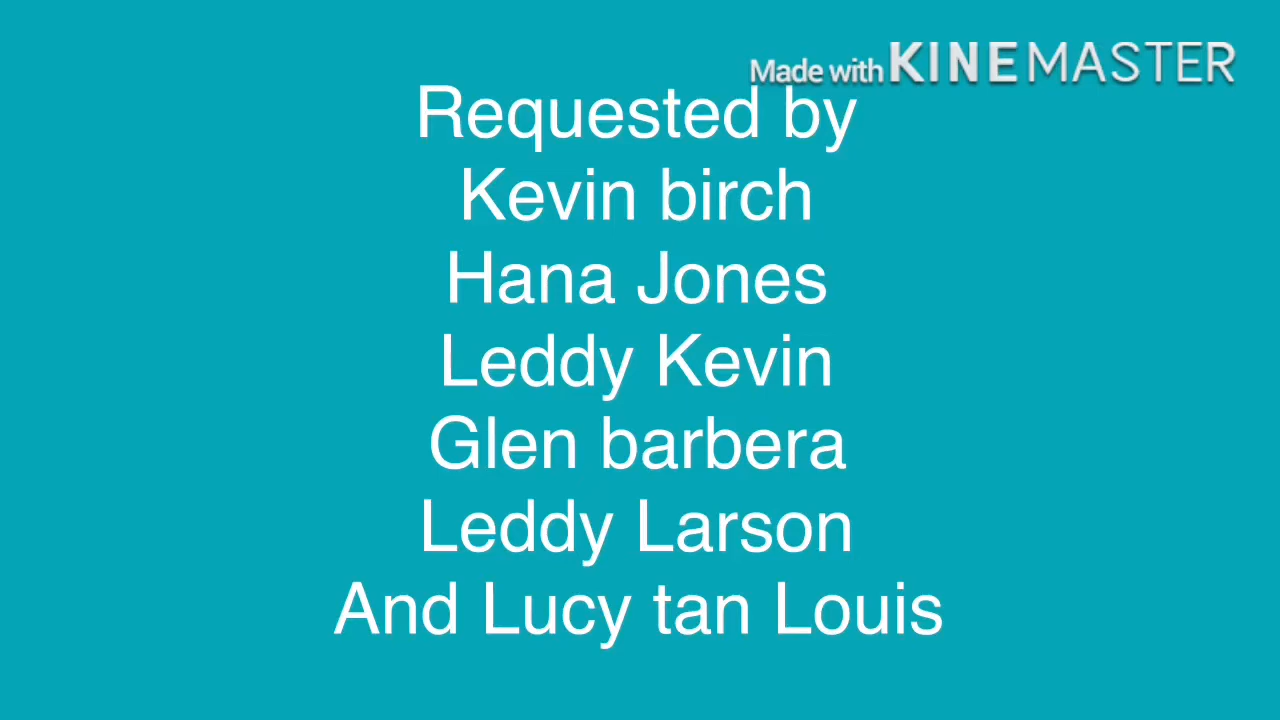 Made with KINEMASTER
Requested by
Kevin birch
Hana Jones
Leddy Kevin
Glen barbera
Leddy Larson
And Lucy tan Louis